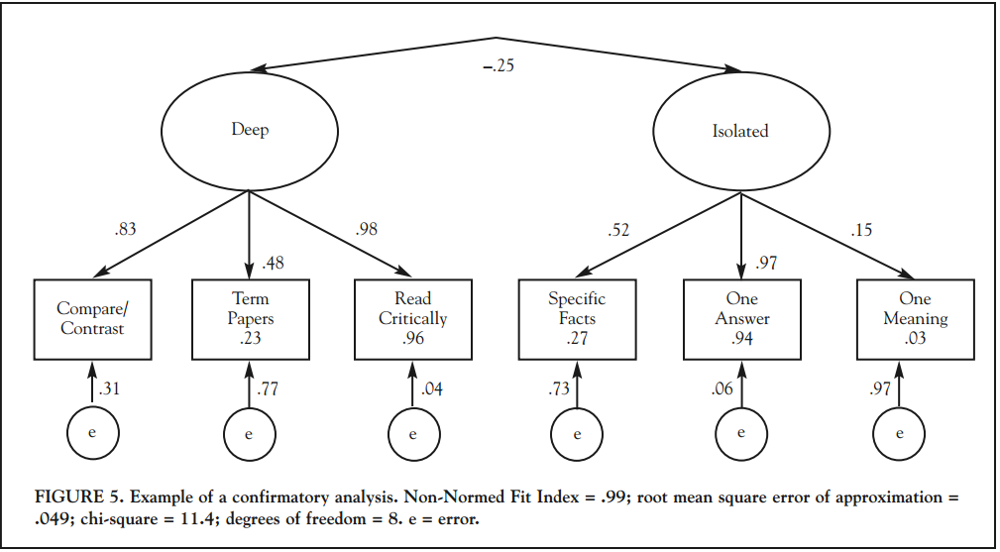 –.25
Deep
Isolated
.83
.48
.98
.52
.97
.15
Compare/
Contrast
Term
Papers
.23
Read
Critically
.96
Specific
Facts
.27
One
Answer
.94
One
Meaning
.03
.31
.77
.04
.73
.06
.97
e
e
e
e
e
e
FIGURE 5. Example of a confirmatory analysis. Non-Normed Fit Index = .99; root mean square error of approximation =
.049; chi-square = 11.4; degrees of freedom = 8. e = error.